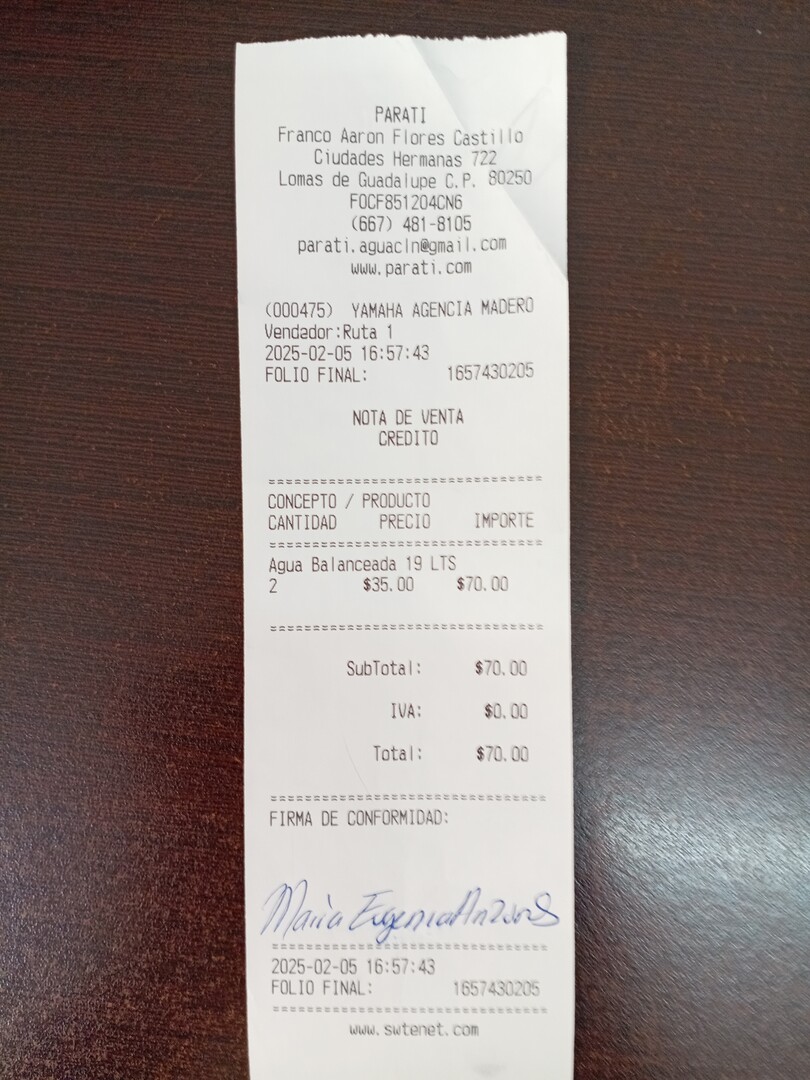 PARATI
Franco Aaron Flores Castillo
Ciudades Hermanas 722
Lomas de Guadalupe C.P. 80250
FOCF851204CN6
(667) 481-8105
parati.aguacln@gmail.com
www.parati.com
(000475) YAMAHA AGENCIA MADERO
Vendedor:Ruta 1
2025-02-05 16:57:43
FOLIO FINAL: 1657430205
NOTA DE VENTA
CREDITO
================================
CONCEPTO / PRODUCTO
CANTIDAD PRECIO IMPORTE
================================
Agua Balanceada 19 LTS
2 $35.00 $70.00
================================
SubTotal: $70.00
IVA: $0.00
Total: $70.00
================================
FIRMA DE CONFORMIDAD:
Maria Eugenia
================================
2025-02-05 16:57:43
FOLIO FINAL: 1657430205
================================
www.swtenet.com